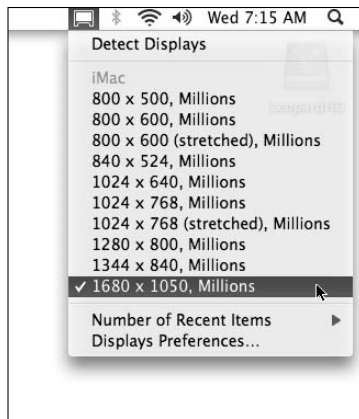 Wed 7:15 AM
Detect Displays
iMac
800 x 500, Millions
800 x 600, Millions
800 x 600 (stretched), Millions
840 x 524, Millions
1024 x 640, Millions
1024 x 768, Millions
1024 x 768 (stretched), Millions
1280 x 800, Millions
1344 x 840, Millions
✓ 1680 x 1050, Millions
Number of Recent Items
Displays Preferences...